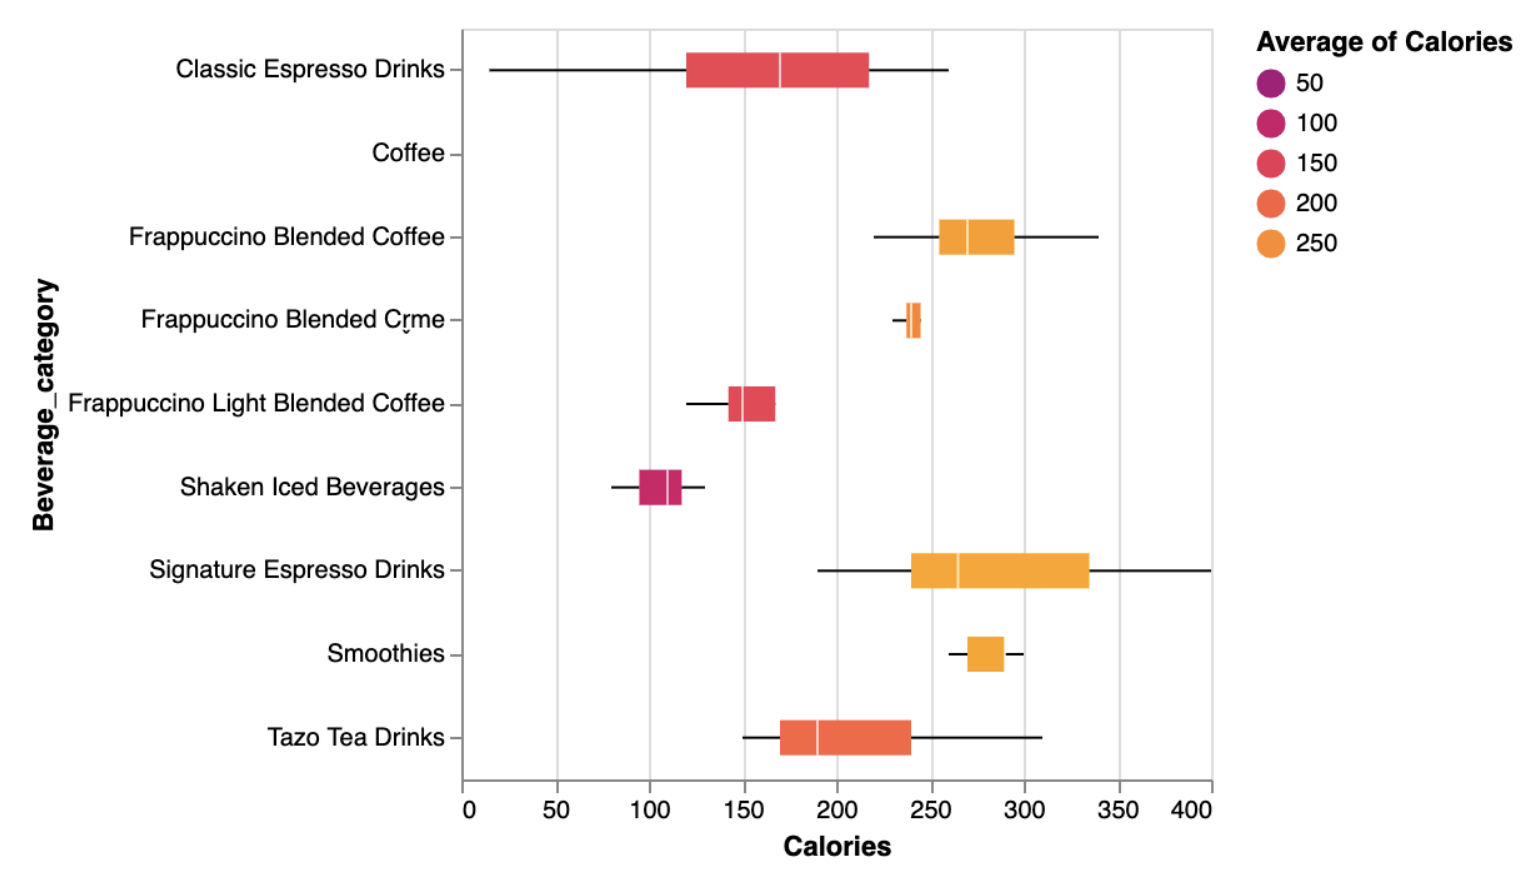 Average of Calories
50
100
150
200
250
Beverage_category
Classic Espresso Drinks
Coffee
Frappuccino Blended Coffee
Frappuccino Blended Cr̬me
Frappuccino Light Blended Coffee
Shaken Iced Beverages
Signature Espresso Drinks
Smoothies
Tazo Tea Drinks
0 50 100 150 200 250 300 350 400
Calories